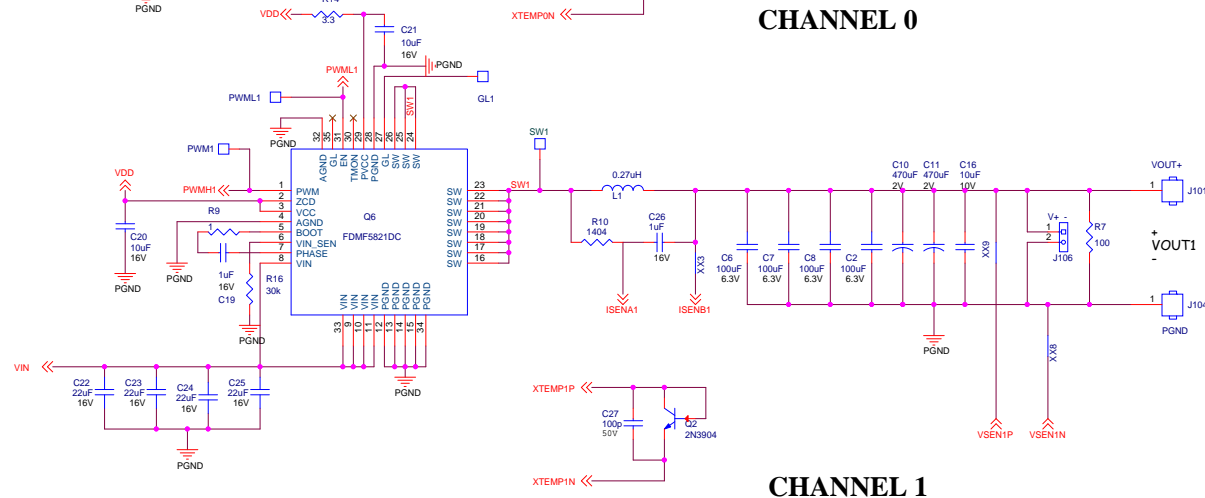 PGND
VDD
R14
3.3
C21
10uF
16V
PGND
XTEMP0N
CHANNEL 0
PWML1
PWML1
GL1
SW1
PGND
32
35
31
30
29
28
27
26
25
24
AGND
GL
EN
TMON
PVCC
PGND
GL
SW
SW
SW
PWM1
VDD
PWMH1
C20
10uF
16V
PGND
R9
1
1uF
16V
C19
PGND
R16
30k
PGND
1 PWM
2 ZCD
3 VCC
4 AGND
5 BOOT
6 VIN_SEN
7 PHASE
8 VIN
Q6
FDMF5821DC
SW 23
SW 22
SW 21
SW 20
SW 19
SW 18
SW 17
SW 16
VIN
VIN
VIN
VIN
PGND
PGND
PGND
PGND
PGND
33
9
10
11
12
13
14
15
34
PGND
SW1
SW1
0.27uH
L1
R10
1404
C26
1uF
16V
ISENA1
ISENB1
XX3
C6
100uF
6.3V
C7
100uF
6.3V
C8
100uF
6.3V
C2
100uF
6.3V
C10
470uF
2V
C11
470uF
2V
C16
10uF
10V
PGND
XX9
V+ -
1
2
J106
R7
100
VOUT+
1
J101
+
VOUT1
-
1
J104
PGND
XX8
VSEN1P
VSEN1N
VIN
C22
22uF
16V
C23
22uF
16V
C24
22uF
16V
C25
22uF
16V
PGND
XTEMP1P
C27
100p
50V
Q2
2N3904
XTEMP1N
CHANNEL 1